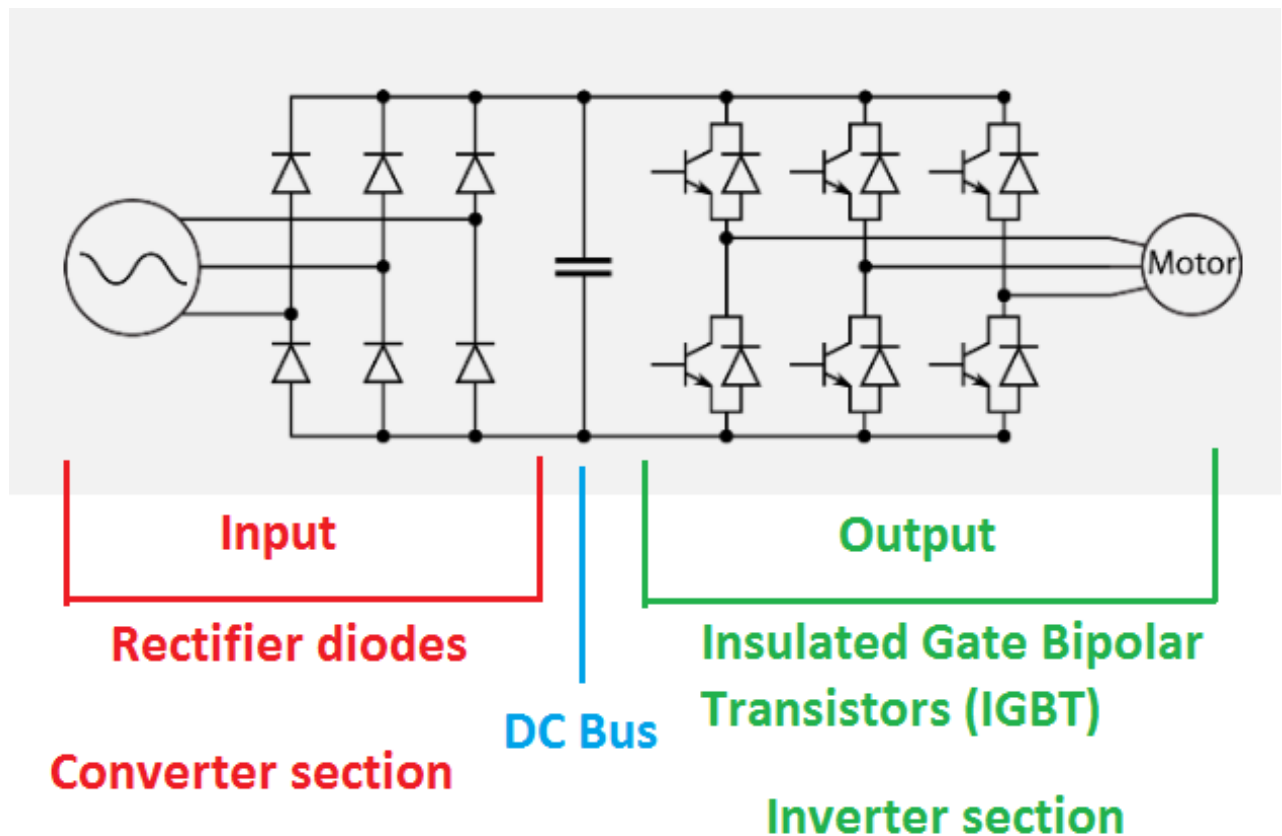 Motor
Input
Output
Rectifier diodes
Insulated Gate Bipolar
Transistors (IGBT)
DC Bus
Converter section
Inverter section